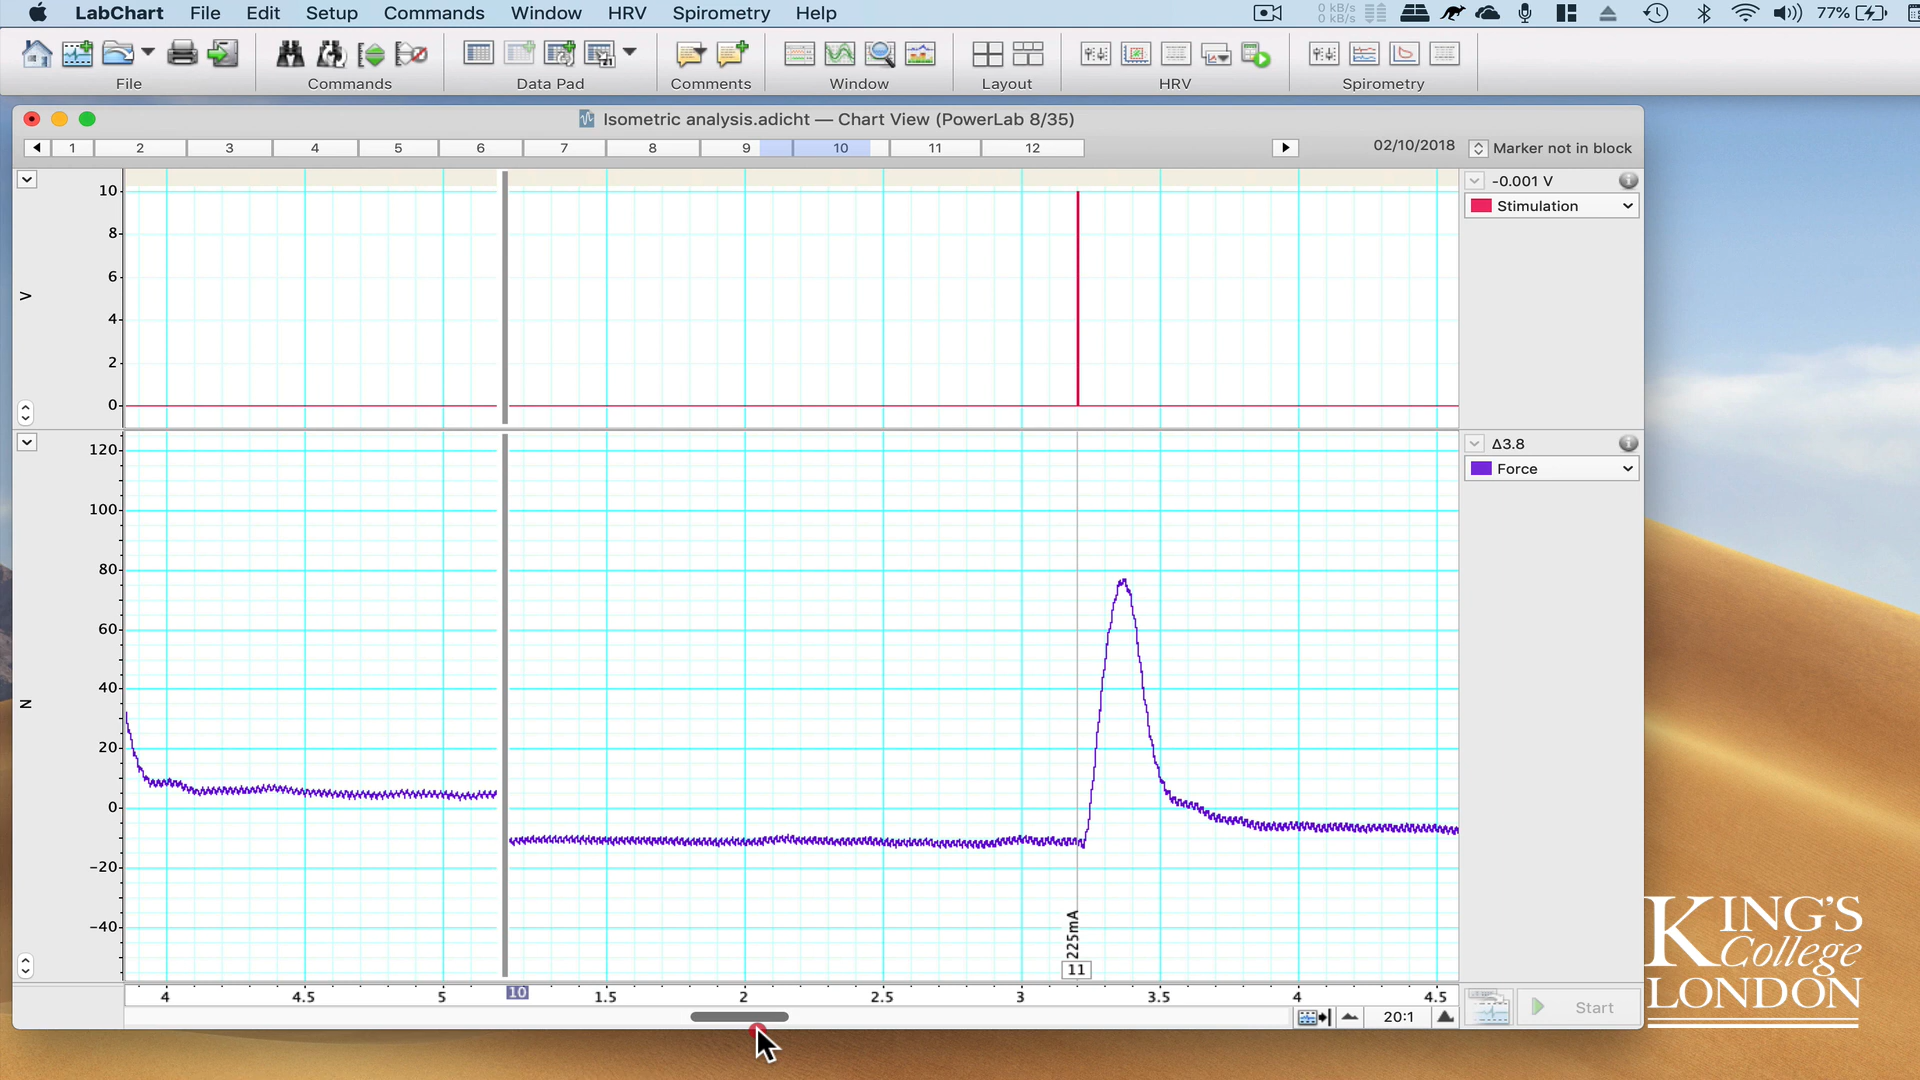 LabChart File Edit Setup Commands Window HRV Spirometry Help
0 kB/s
0 kB/s
77%
File Commands Data Pad Comments Window Layout HRV Spirometry
Isometric analysis.adicht — Chart View (PowerLab 8/35)
1 2 3 4 5 6 7 8 9 10 11 12
02/10/2018
Marker not in block
-0.001 V
Stimulation
10
8
6
4
2
0
V
Δ3.8
Force
120
100
80
60
40
20
0
−20
−40
N
225mA
11
4 4.5 5 10 1.5 2 2.5 3 3.5 4 4.5
20:1
Start
KING'S
College
LONDON